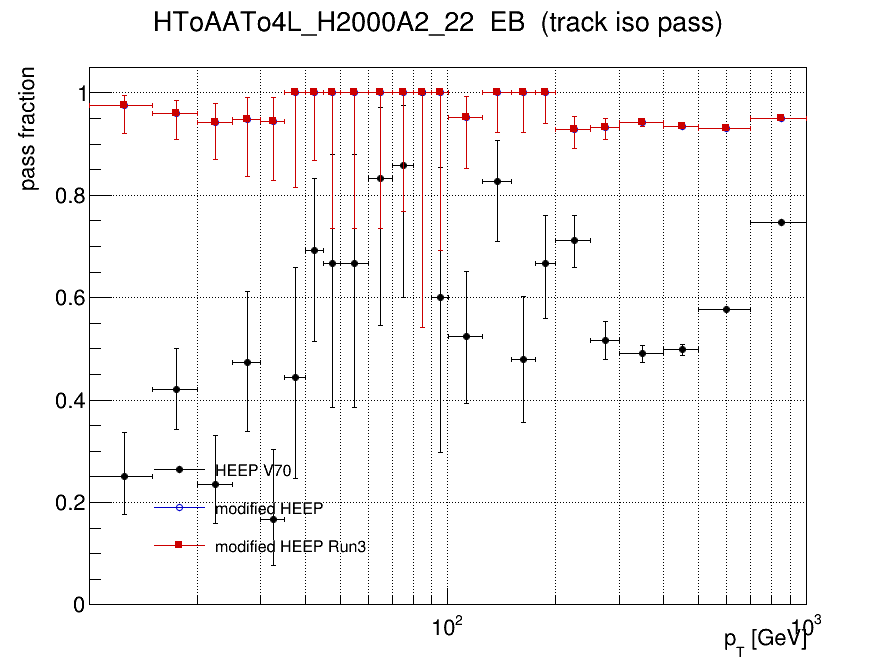 HToAATo4L_H2000A2_22 EB (track iso pass)
pass fraction
1
0.8
0.6
0.4
0.2
0
HEEP V70
modified HEEP
modified HEEP Run3
10²
10³
p_T [GeV]